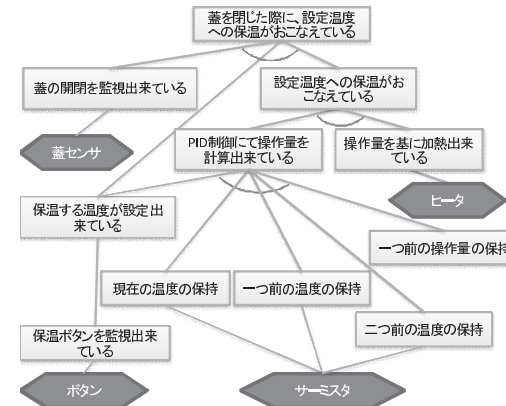 蓋を閉じた際に、設定温度
への保温がおこなえている
蓋の開閉を監視出来ている
設定温度への保温がお
こなえている
蓋センサ
PID制御にて操作量を
計算出来ている
操作量を基に加熱出来
ている
ヒータ
保温する温度が設定出
来ている
一つ前の操作量の保持
現在の温度の保持
一つ前の温度の保持
二つ前の温度の保持
保温ボタンを監視出来
ている
ボタン
サーミスタ